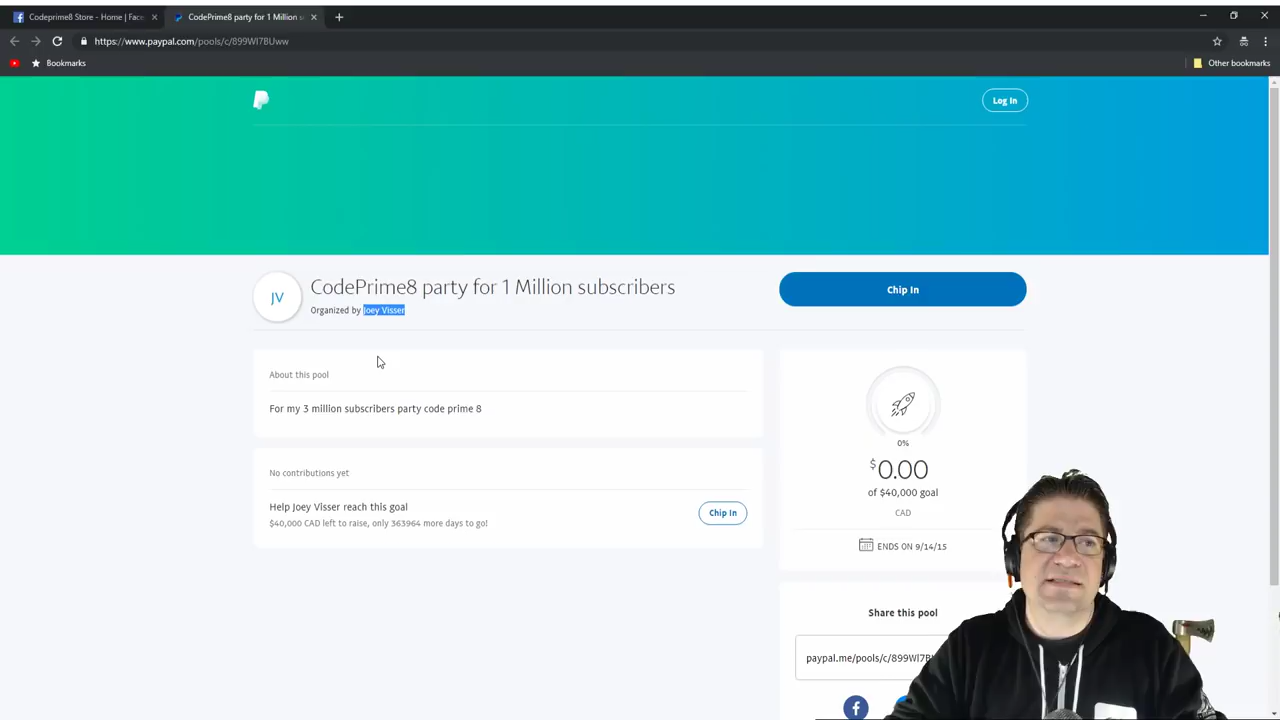 Codeprime8 Store - Home | Fac
CodePrime8 party for 1 Million su
https://www.paypal.com/pools/c/899Wl7BUww
Bookmarks
Other bookmarks
Log In
JV
CodePrime8 party for 1 Million subscribers
Organized by Joey Visser
Chip In
About this pool
For my 3 million subscribers party code prime 8
No contributions yet
Help Joey Visser reach this goal
$40,000 CAD left to raise, only 363964 more days to go!
Chip In
0%
$0.00
of $40,000 goal
CAD
ENDS ON 9/14/15
Share this pool
paypal.me/pools/c/899Wl7B